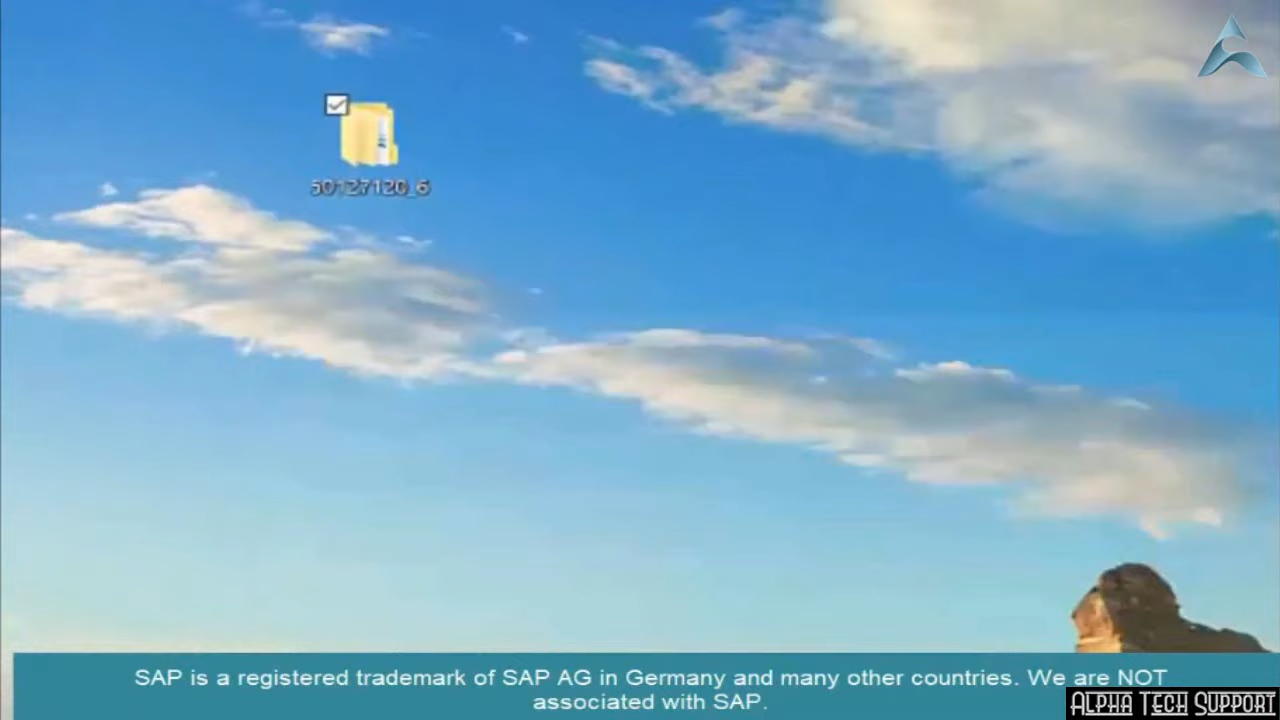 50127120_6
SAP is a registered trademark of SAP AG in Germany and many other countries. We are NOT
associated with SAP.
ALPHA TECH SUPPORT